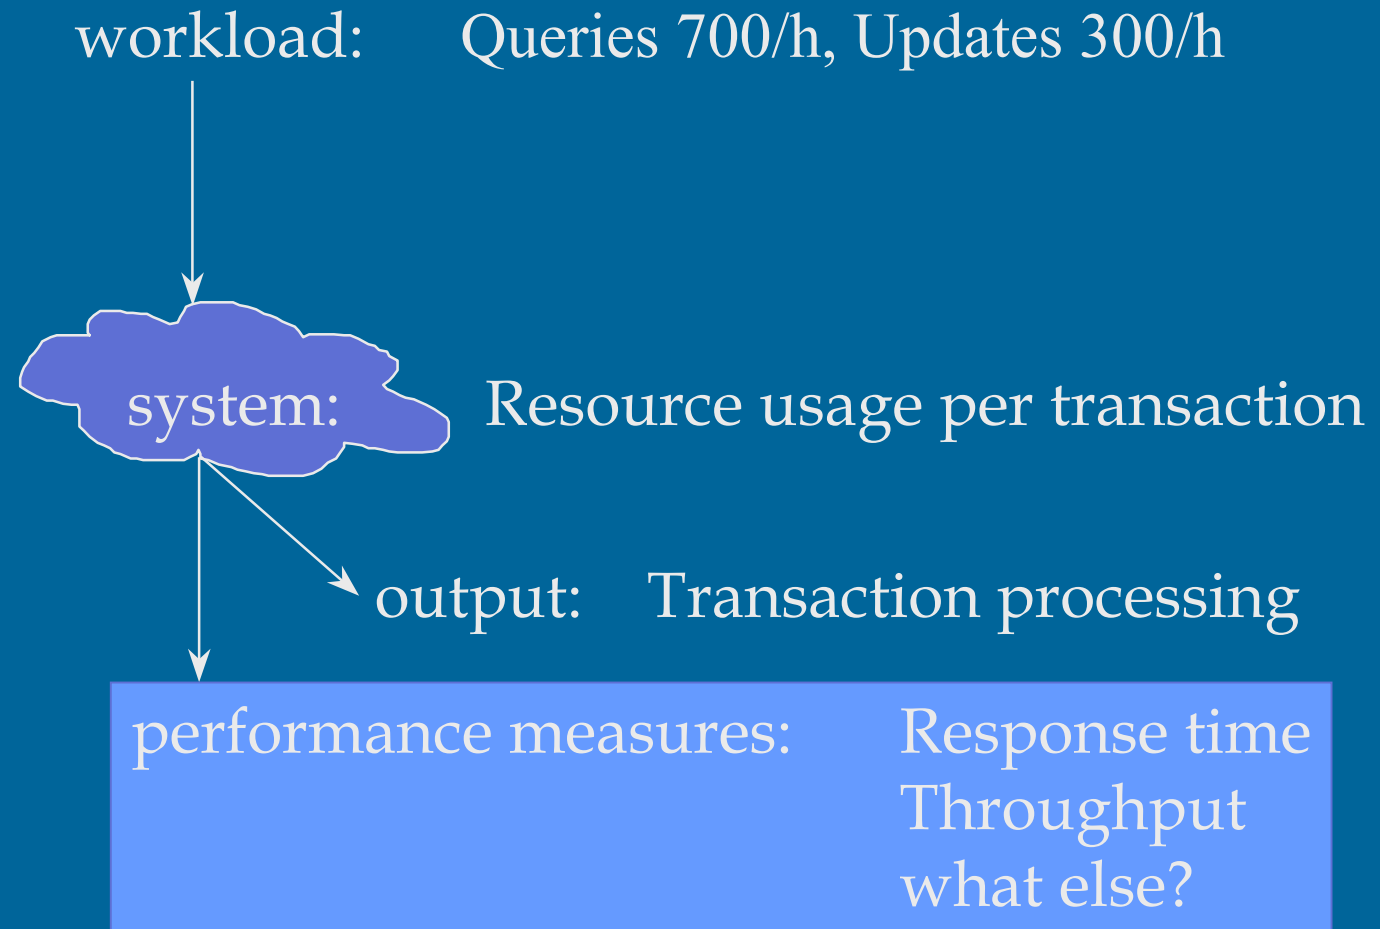 workload: Queries 700/h, Updates 300/h
system: Resource usage per transaction
output: Transaction processing
performance measures: Response time
Throughput
what else?